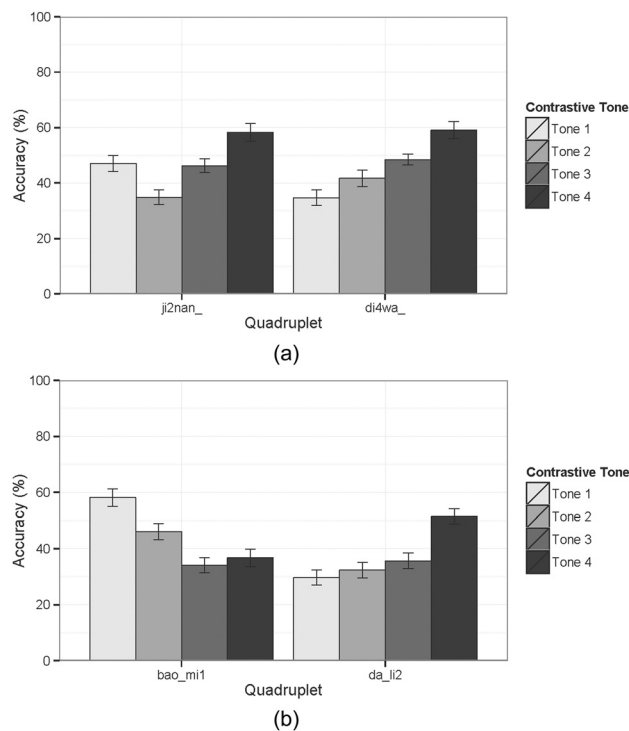 100
80
60
40
20
0
Accuracy (%)
ji2nan_ di4wa_
Quadruplet
Contrastive Tone
Tone 1
Tone 2
Tone 3
Tone 4
(a)
100
80
60
40
20
0
Accuracy (%)
bao_mi1 da_li2
Quadruplet
Contrastive Tone
Tone 1
Tone 2
Tone 3
Tone 4
(b)